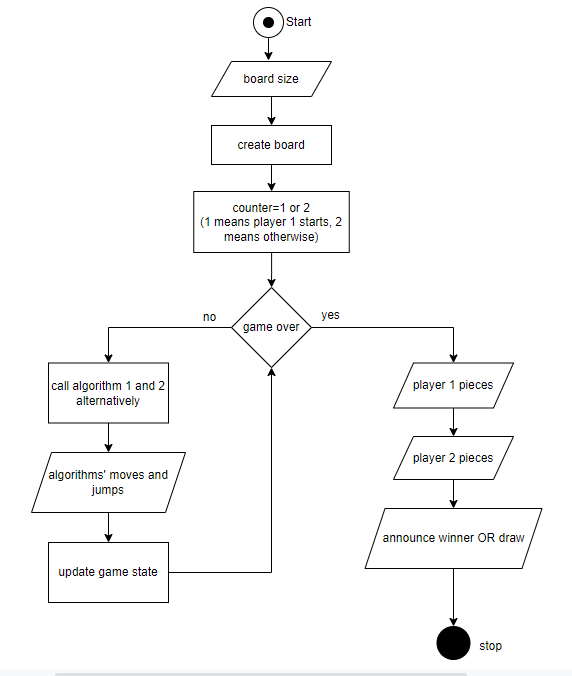 Start
board size
create board
counter=1 or 2
(1 means player 1 starts, 2
means otherwise)
game over
no
yes
call algorithm 1 and 2
alternatively
algorithms' moves and
jumps
update game state
player 1 pieces
player 2 pieces
announce winner OR draw
stop